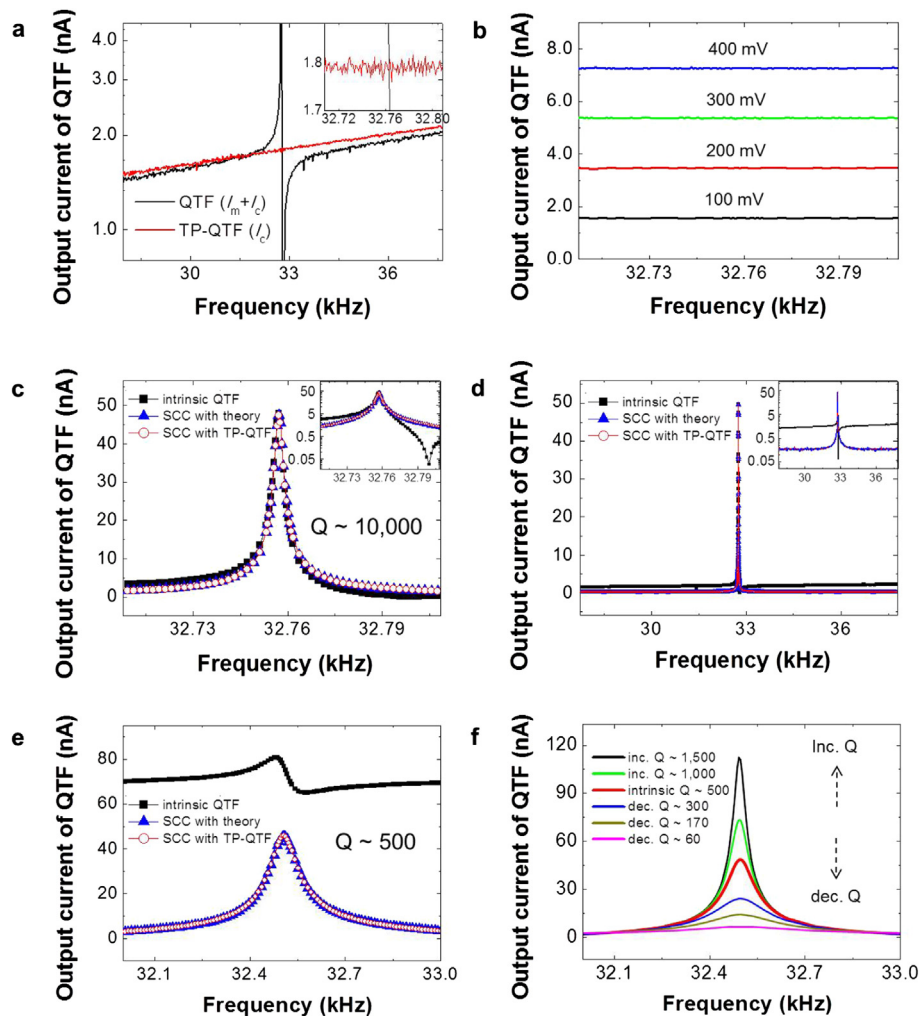 a
Output current of QTF (nA)
4.0
3.0
2.0
1.0
1.8
1.7
32.72 32.76 32.80
QTF (I_m+I_c)
TP-QTF (I_c)
30 33 36
Frequency (kHz)
b
Output current of QTF (nA)
8.0
6.0
4.0
2.0
0.0
400 mV
300 mV
200 mV
100 mV
32.73 32.76 32.79
Frequency (kHz)
c
Output current of QTF (nA)
50
40
30
20
10
0
intrinsic QTF
SCC with theory
SCC with TP-QTF
50
5
0.5
0.05
32.73 32.76 32.79
Q ~ 10,000
32.73 32.76 32.79
Frequency (kHz)
d
Output current of QTF (nA)
50
40
30
20
10
0
intrinsic QTF
SCC with theory
SCC with TP-QTF
50
5
0.5
0.05
30 33 36
30 33 36
Frequency (kHz)
e
Output current of QTF (nA)
80
60
40
20
0
intrinsic QTF
SCC with theory
SCC with TP-QTF
Q ~ 500
32.1 32.4 32.7 33.0
Frequency (kHz)
f
Output current of QTF (nA)
120
90
60
30
0
inc. Q ~ 1,500
inc. Q ~ 1,000
intrinsic Q ~ 500
dec. Q ~ 300
dec. Q ~ 170
dec. Q ~ 60
Inc. Q
dec. Q
32.1 32.4 32.7 33.0
Frequency (kHz)